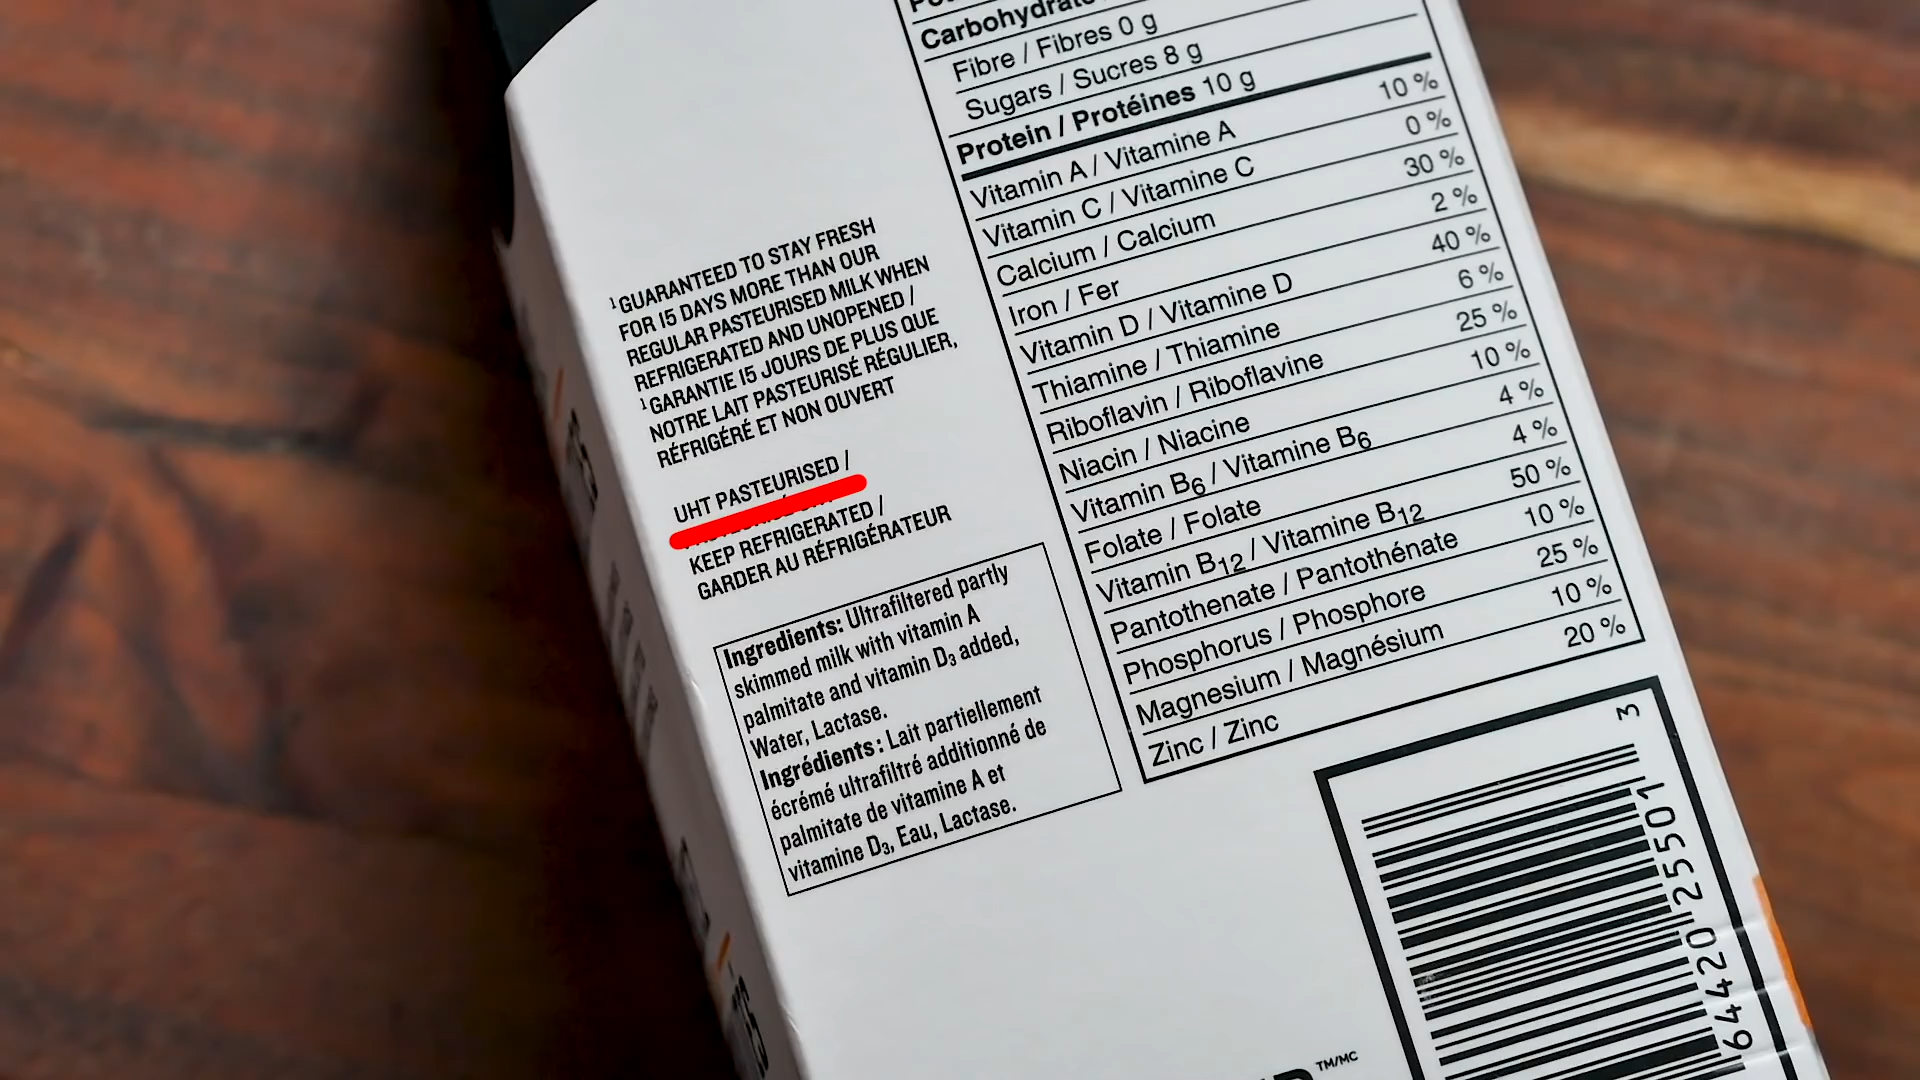 ¹GUARANTEED TO STAY FRESH
FOR 15 DAYS MORE THAN OUR
REGULAR PASTEURISED MILK WHEN
REFRIGERATED AND UNOPENED /
¹GARANTIE 15 JOURS DE PLUS QUE
NOTRE LAIT PASTEURISÉ RÉGULIER,
RÉFRIGÉRÉ ET NON OUVERT
UHT PASTEURISED /
KEEP REFRIGERATED /
GARDER AU RÉFRIGÉRATEUR
Ingredients: Ultrafiltered partly
skimmed milk with vitamin A
palmitate and vitamin D₃ added,
Water, Lactase.
Ingrédients : Lait partiellement
écrémé ultrafiltré additionné de
palmitate de vitamine A et
vitamine D₃, Eau, Lactase.
Fibre / Fibres 0 g
Sugars / Sucres 8 g
Protein / Protéines 10 g
Vitamin A / Vitamine A 10 %
Vitamin C / Vitamine C 0 %
Calcium / Calcium 30 %
Iron / Fer 2 %
Vitamin D / Vitamine D 40 %
Thiamine / Thiamine 6 %
Riboflavin / Riboflavine 25 %
Niacin / Niacine 10 %
Vitamin B₆ / Vitamine B₆ 4 %
Folate / Folate 4 %
Vitamin B₁₂ / Vitamine B₁₂ 50 %
Pantothenate / Pantothénate 10 %
Phosphorus / Phosphore 25 %
Magnesium / Magnésium 10 %
Zinc / Zinc 20 %
64420 25501 3
TM/MC